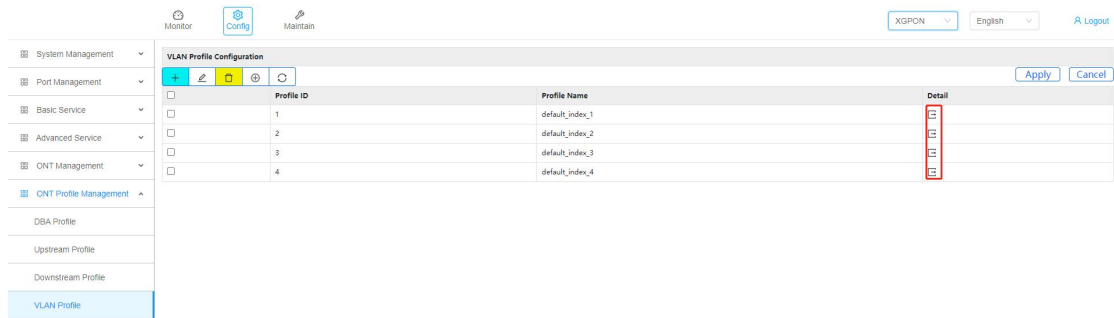 Monitor Config Maintain XGPON English Logout
System Management
Port Management
Basic Service
Advanced Service
ONT Management
ONT Profile Management
DBA Profile
Upstream Profile
Downstream Profile
VLAN Profile
VLAN Profile Configuration
Apply Cancel
Profile ID Profile Name Detail
1 default_index_1
2 default_index_2
3 default_index_3
4 default_index_4